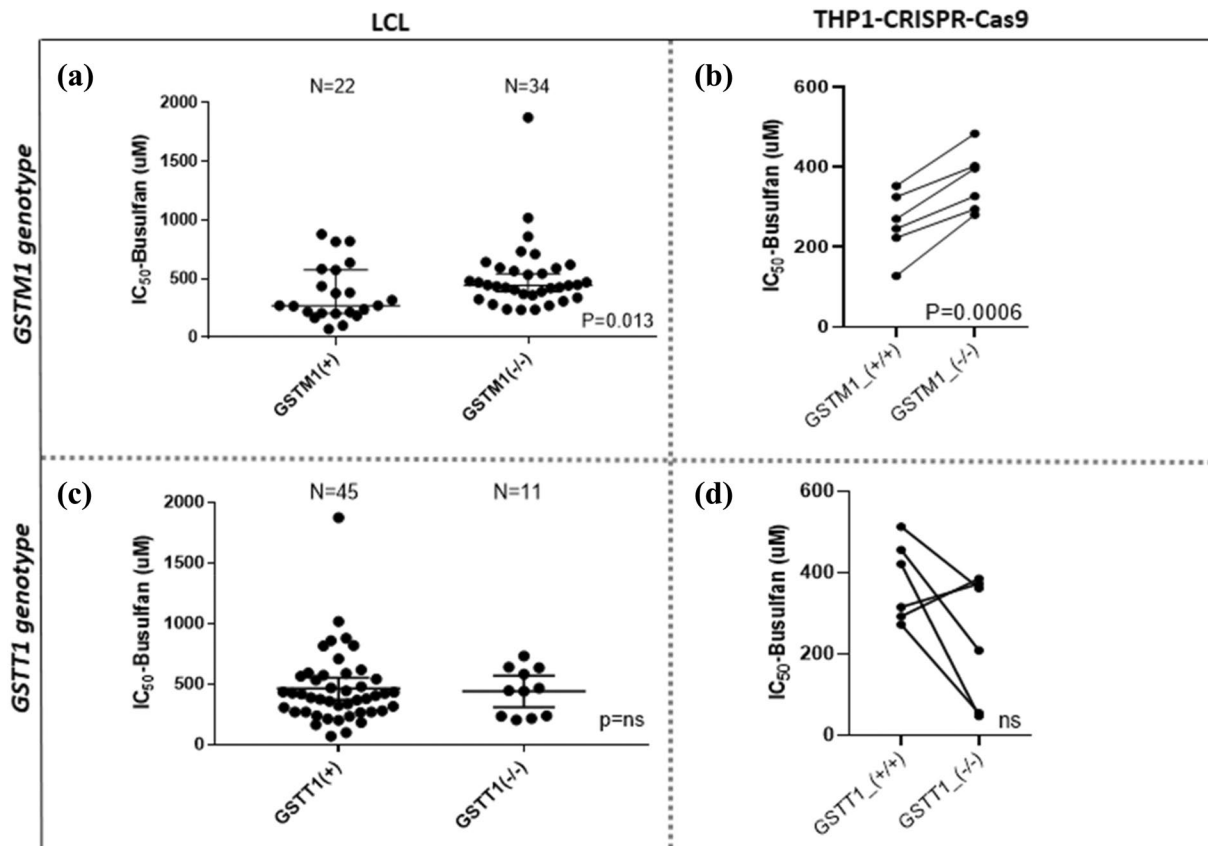 LCL
THP1-CRISPR-Cas9
GSTM1 genotype
(a)
N=22
N=34
IC50-Busulfan (uM)
2000
1500
1000
500
0
P=0.013
GSTM1(+)
GSTM1(-/-)
(b)
IC50-Busulfan (uM)
600
400
200
0
P=0.0006
GSTM1_(+/+)
GSTM1_(-/-)
GSTT1 genotype
(c)
N=45
N=11
IC50-Busulfan (uM)
2000
1500
1000
500
0
p=ns
GSTT1(+)
GSTT1(-/-)
(d)
IC50-Busulfan (uM)
600
400
200
0
ns
GSTT1_(+/+)
GSTT1_(-/-)